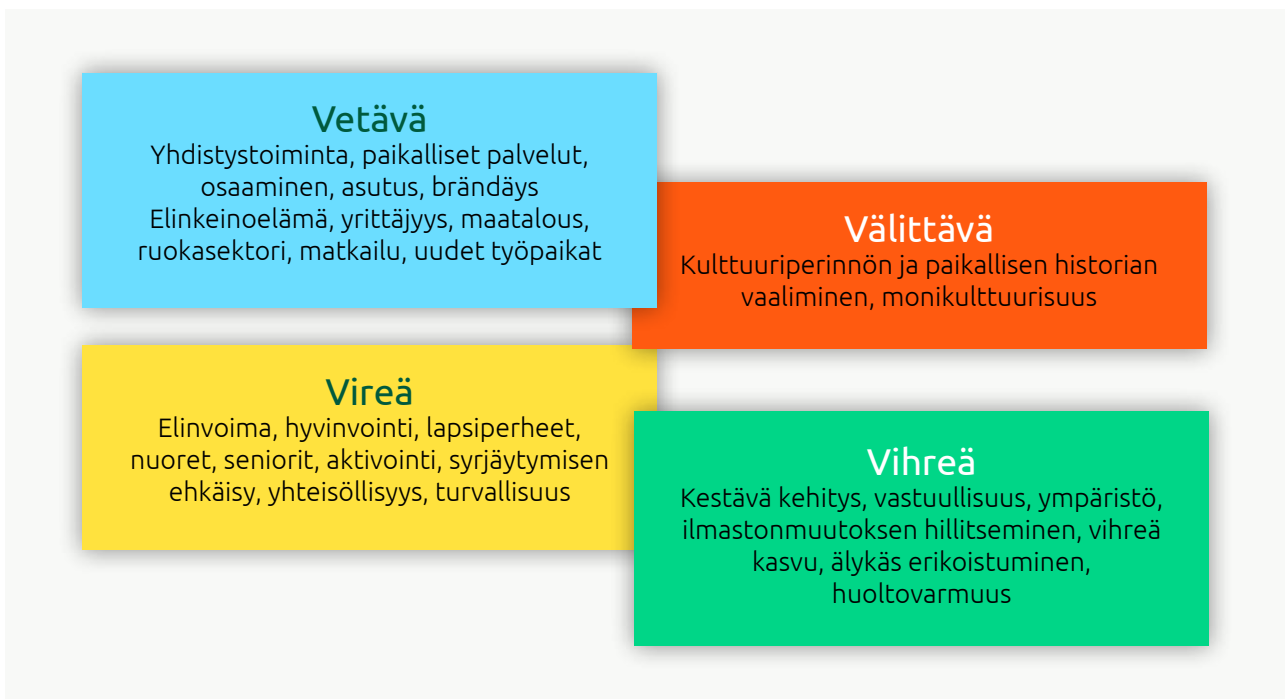 Vetävä
Yhdistystoiminta, paikalliset palvelut,
osaaminen, asutus, brändäys
Elinkeinoelämä, yrittäjyys, maatalous,
ruokasektori, matkailu, uudet työpaikat
Välittävä
Kulttuuriperinnön ja paikallisen historian
vaaliminen, monikulttuurisuus
Vireä
Elinvoima, hyvinvointi, lapsiperheet,
nuoret, seniorit, aktivointi, syrjäytymisen
ehkäisy, yhteisöllisyys, turvallisuus
Vihreä
Kestävä kehitys, vastuullisuus, ympäristö,
ilmastonmuutoksen hillitseminen, vihreä
kasvu, älykäs erikoistuminen,
huoltovarmuus